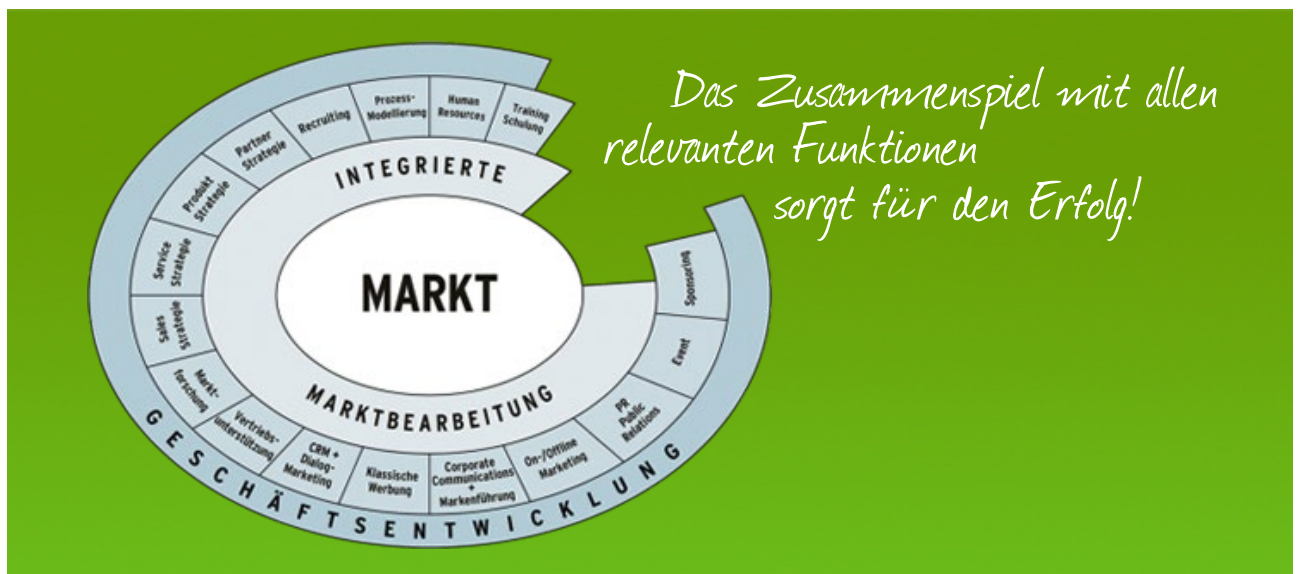 Das Zusammenspiel mit allen
relevanten Funktionen
sorgt für den Erfolg!
MARKT
INTEGRIERTE
MARKTBEARBEITUNG
Training
Schulung
Human
Resources
Prozess-
Modellierung
Recruiting
Partner
Strategie
Produkt
Strategie
Service
Strategie
Sales
Strategie
Markt-
forschung
Vertriebs-
unterstützung
CRM +
Dialog-
Marketing
Klassische
Werbung
Corporate
Communications
+
Markenführung
On-/Offline
Marketing
PR
Public
Relations
Event
Sponsoring
GESCHÄFTSENTWICKLUNG